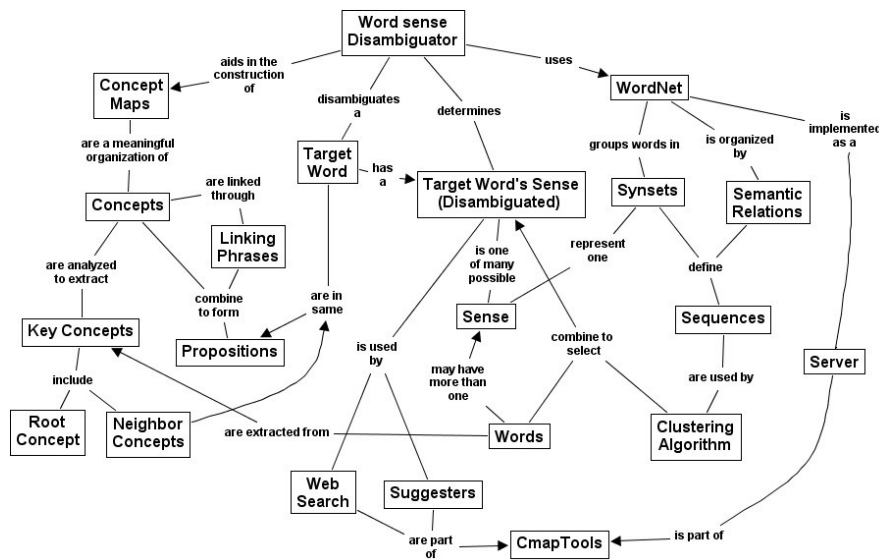 Word sense
Disambiguator
aids in the
construction
of
uses
Concept
Maps
WordNet
disambiguates
a
determines
is
implemented
as a
are a meaningful
organization of
groups words in
is organized
by
Target
Word
has
a
Target Word's Sense
(Disambiguated)
Synsets
Semantic
Relations
are linked
through
Concepts
Linking
Phrases
is one
of many
possible
represent
one
define
are analyzed
to extract
combine
to form
are in
same
Key Concepts
Propositions
Sense
Sequences
is used
by
combine to
select
Server
include
may have
more than
one
are used by
Root
Concept
Neighbor
Concepts
are extracted from
Words
Clustering
Algorithm
Web
Search
Suggesters
are part
of
CmapTools
is part of